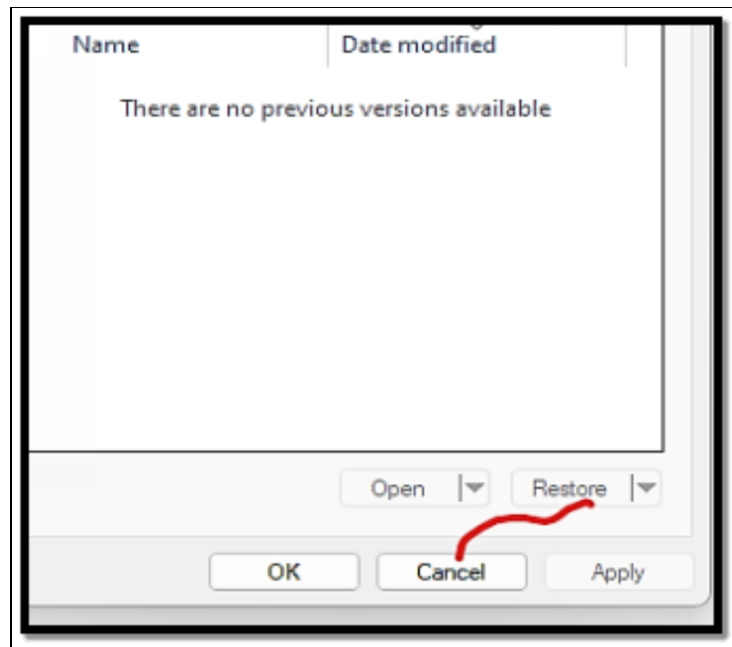 Name Date modified
There are no previous versions available
Open Restore
OK Cancel Apply